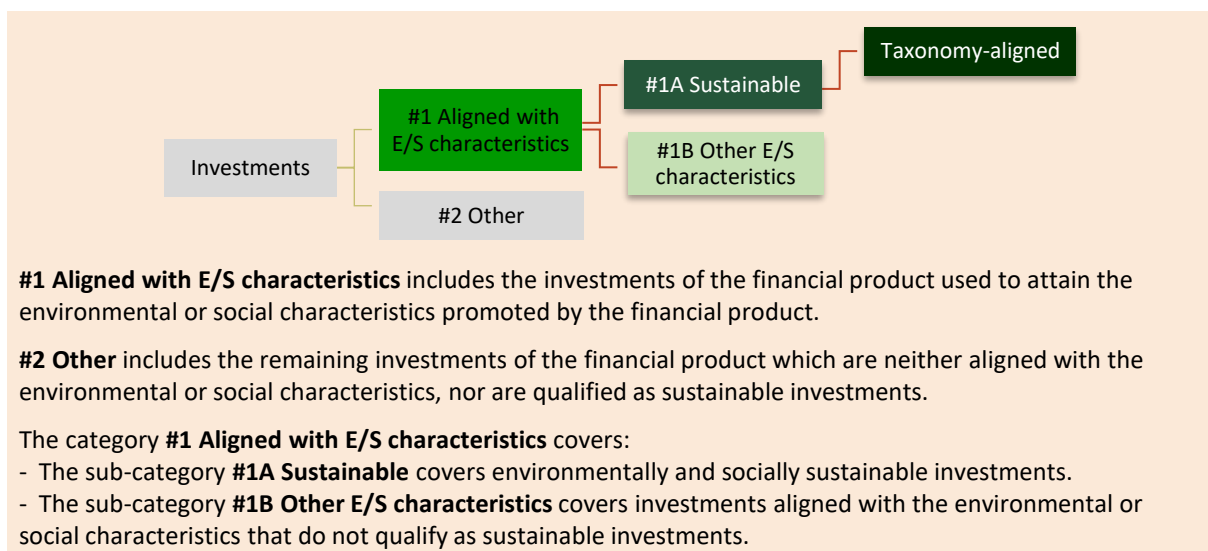 Taxonomy-aligned
#1A Sustainable
#1 Aligned with
E/S characteristics
#1B Other E/S
characteristics
Investments
#2 Other
#1 Aligned with E/S characteristics includes the investments of the financial product used to attain the
environmental or social characteristics promoted by the financial product.
#2 Other includes the remaining investments of the financial product which are neither aligned with the
environmental or social characteristics, nor are qualified as sustainable investments.
The category #1 Aligned with E/S characteristics covers:
- The sub-category #1A Sustainable covers environmentally and socially sustainable investments.
- The sub-category #1B Other E/S characteristics covers investments aligned with the environmental or
social characteristics that do not qualify as sustainable investments.